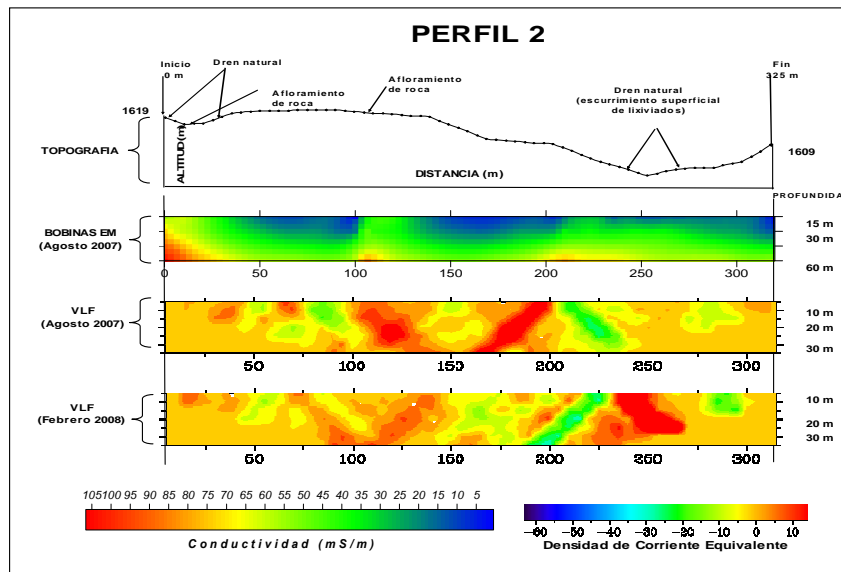 PERFIL 2
Inicio
0 m
Dren natural
Afloramiento
de roca
Afloramiento
de roca
Dren natural
(escurrimiento superficial
de lixiviados)
Fin
325 m
1619
1609
TOPOGRAFIA
ALTITUD(m)
DISTANCIA (m)
PROFUNDIDA
BOBINAS EM
(Agosto 2007)
15 m
30 m
60 m
0 50 100 150 200 250 300
VLF
(Agosto 2007)
10 m
20 m
30 m
50 100 150 200 250 300
VLF
(Febrero 2008)
10 m
20 m
30 m
50 100 150 200 250 300
105100 95 90 85 80 75 70 65 60 55 50 45 40 35 30 25 20 15 10 5
Conductividad (mS/m)
-60 -50 -40 -30 -20 -10 0 10
Densidad de Corriente Equivalente